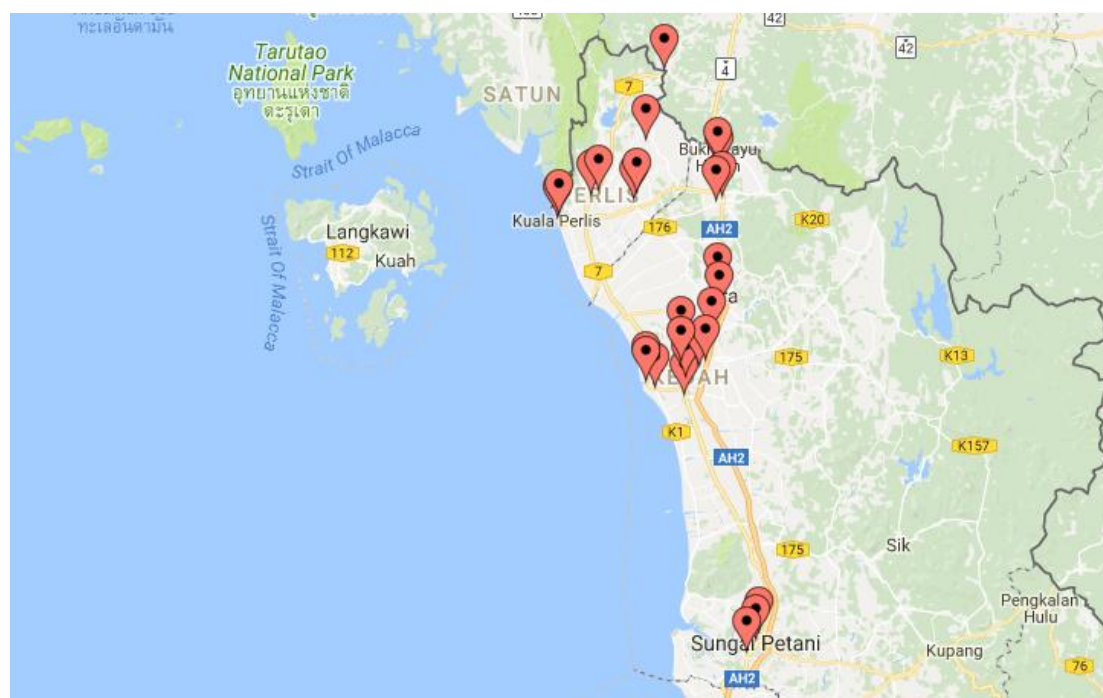 ทะเลอันดามัน
42
42
Tarutao
National Park
อุทยานแห่งชาติ
ตะรุเตา
4
SATUN
7
Strait Of Malacca
PERLIS
Kuala Perlis
K20
176
AH2
Langkawi
112
Kuah
Strait Of Malacca
7
175
K13
KEDAH
K1
K157
AH2
175
Sik
Pengkalan
Hulu
Sungai Petani
Kupang
76
AH2